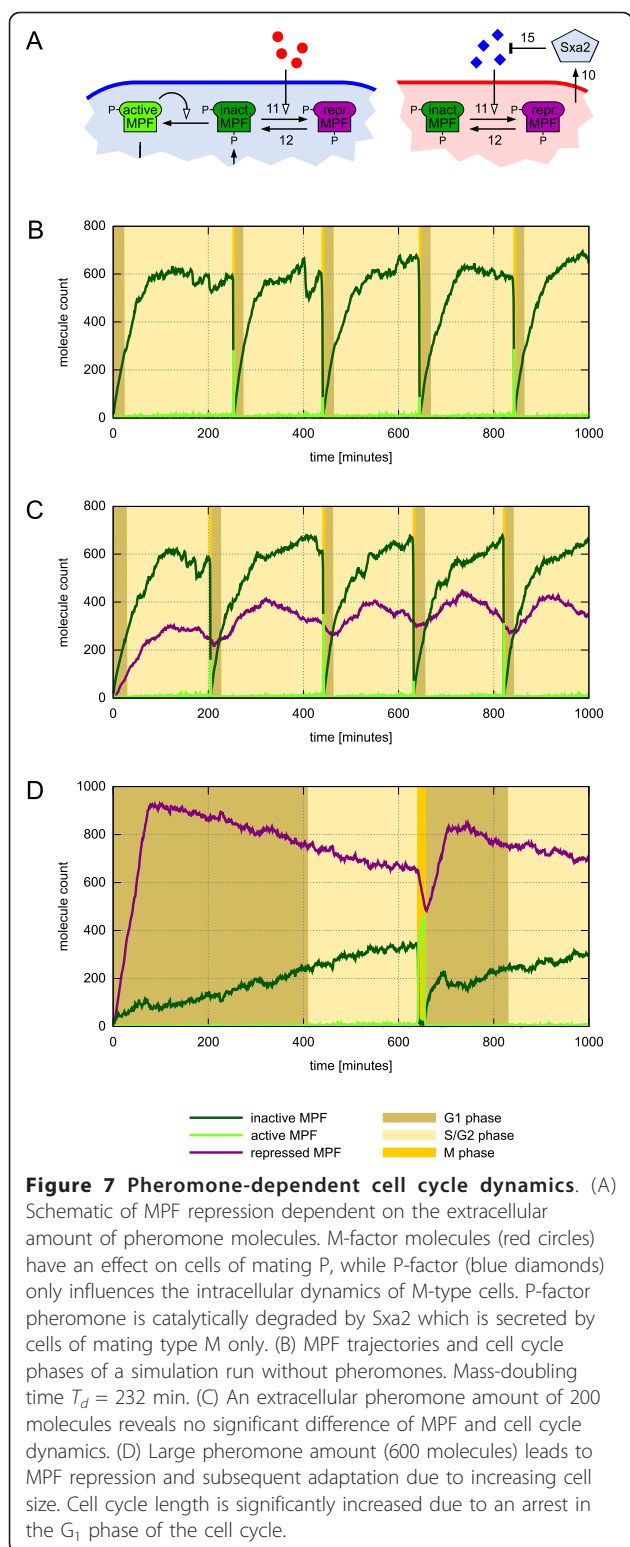 A
15
Sxa2
10
active
P- MPF
inact.
P- MPF
P
11
12
repr.
P- MPF
P
inact
P- MPF
P
11
12
repr.
P- MPF
P
B
800
600
400
200
0
molecule count
0 200 400 600 800 1000
time [minutes]
C
800
600
400
200
0
molecule count
0 200 400 600 800 1000
time [minutes]
D
1000
800
600
400
200
0
molecule count
0 200 400 600 800 1000
time [minutes]
inactive MPF
active MPF
repressed MPF
G1 phase
S/G2 phase
M phase
Figure 7 Pheromone-dependent cell cycle dynamics. (A)
Schematic of MPF repression dependent on the extracellular
amount of pheromone molecules. M-factor molecules (red circles)
have an effect on cells of mating P, while P-factor (blue diamonds)
only influences the intracellular dynamics of M-type cells. P-factor
pheromone is catalytically degraded by Sxa2 which is secreted by
cells of mating type M only. (B) MPF trajectories and cell cycle
phases of a simulation run without pheromones. Mass-doubling
time T_d = 232 min. (C) An extracellular pheromone amount of 200
molecules reveals no significant difference of MPF and cell cycle
dynamics. (D) Large pheromone amount (600 molecules) leads to
MPF repression and subsequent adaptation due to increasing cell
size. Cell cycle length is significantly increased due to an arrest in
the G₁ phase of the cell cycle.